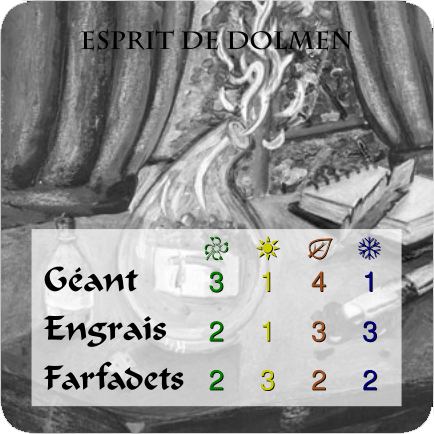 ESPRIT DE DOLMEN
Géant 3 1 4 1
Engrais 2 1 3 3
Farfadets 2 3 2 2